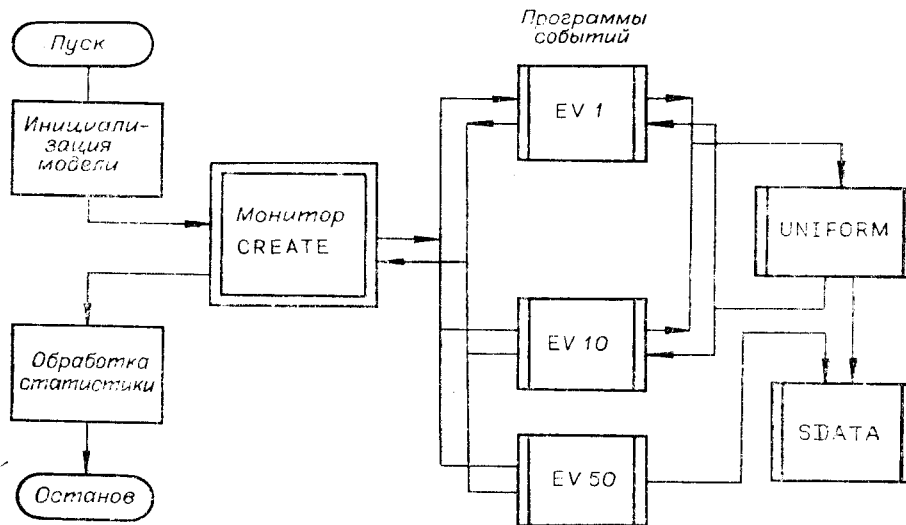 Пуск
Инициали-
зация
модели
Монитор
CREATE
Обработка
статистики
Останов
Программы
событий
EV 1
EV 10
EV 50
UNIFORM
SDATA